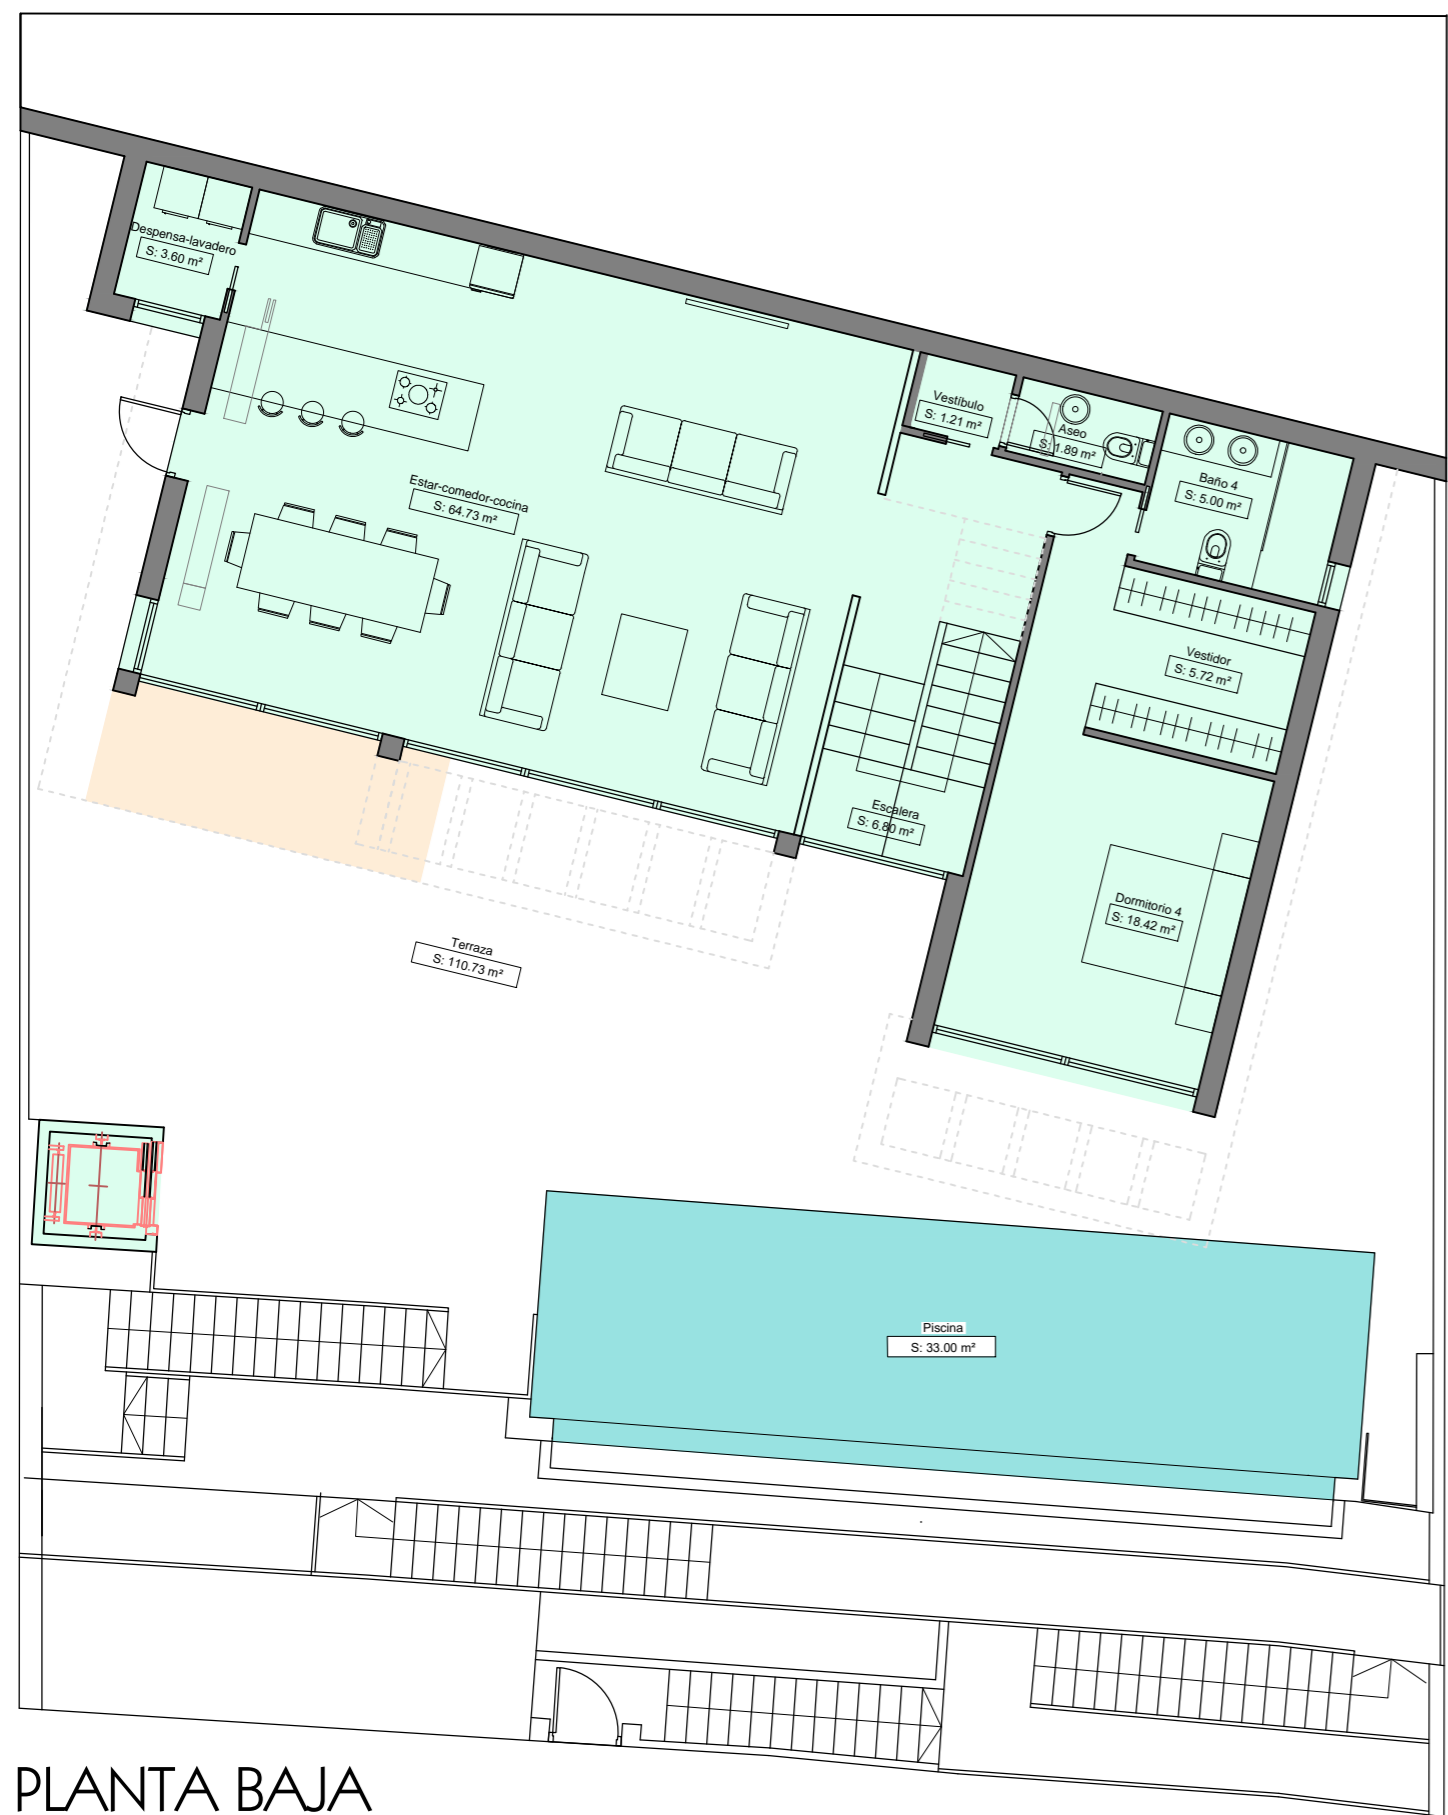 Despensa-lavadero
S: 3.60 m²
Vestíbulo
S: 1.21 m²
Aseo
S: 1.89 m²
Baño 4
S: 5.00 m²
Estar-comedor-cocina
S: 64.73 m²
Vestidor
S: 5.72 m²
Escalera
S: 6.80 m²
Dormitorio 4
S: 18.42 m²
Terraza
S: 110.73 m²
Piscina
S: 33.00 m²
PLANTA BAJA